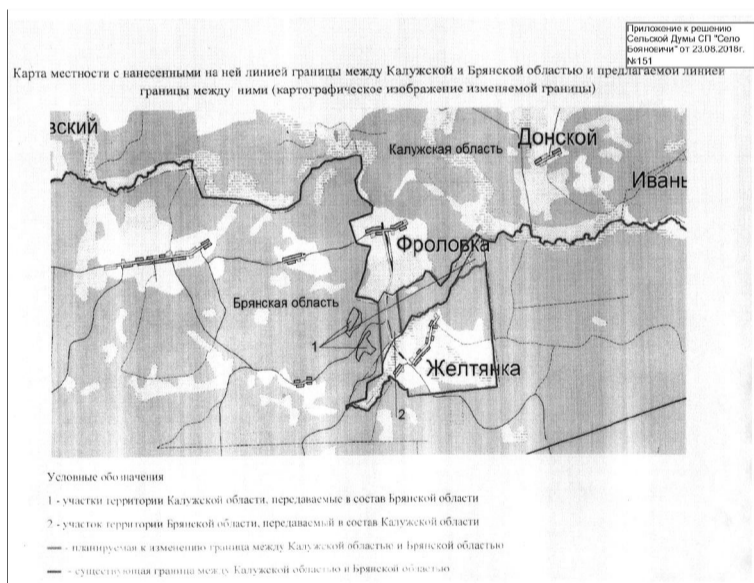 Приложение к решению
Сельской Думы СП "Село
Бояновичи" от 23.08.2018г.
№151
Карта местности с нанесенными на ней линией границы между Калужской и Брянской областью и предлагаемой линией
границы между ними (картографическое изображение изменяемой границы)
вский
Калужская область
Донской
Ивань
Фроловка
Брянская область
1
Желтянка
2
Условные обозначения
1 - участки территории Калужской области, передаваемые в состав Брянской области
2 - участок территории Брянской области, передаваемый в состав Калужской области
- планируемая к изменению граница между Калужской областью и Брянской областью
- существующая граница между Калужской областью и Брянской областью